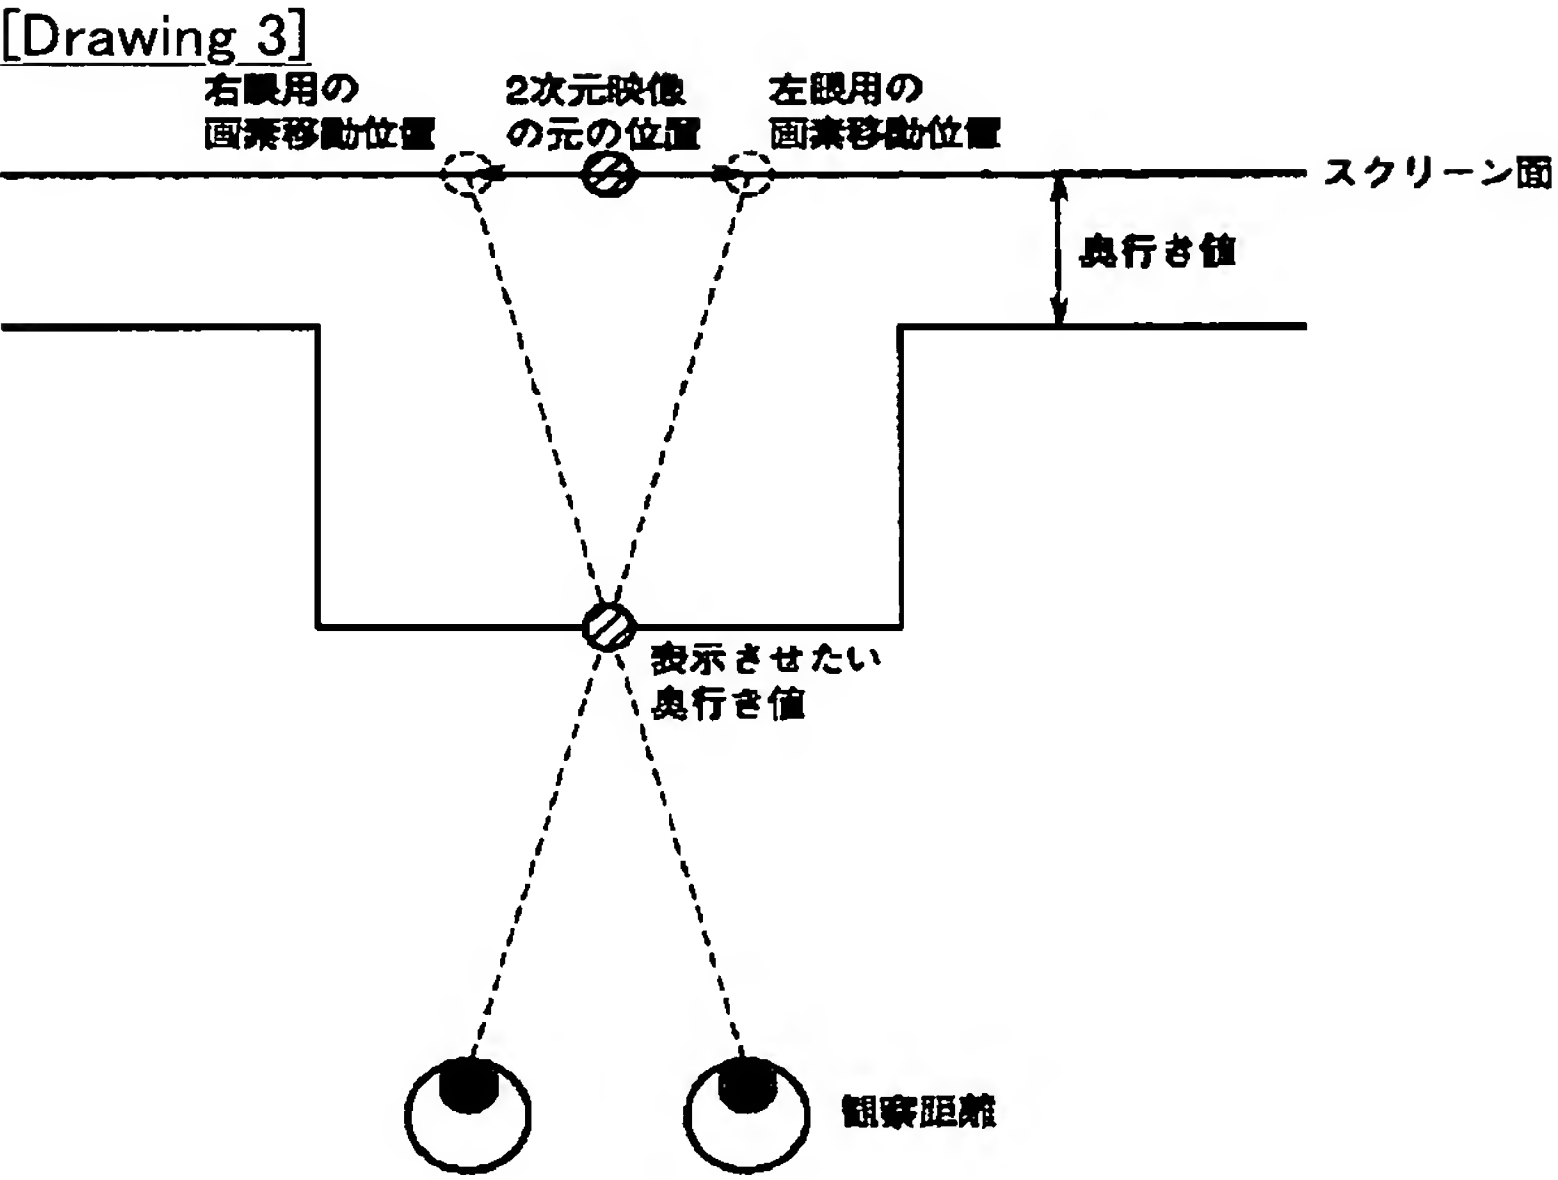 [Drawing 3]
右眼用の
画素移動位置
2次元映像
の元の位置
左眼用の
画素移動位置
スクリーン面
奥行き値
表示させたい
奥行き値
観察距離